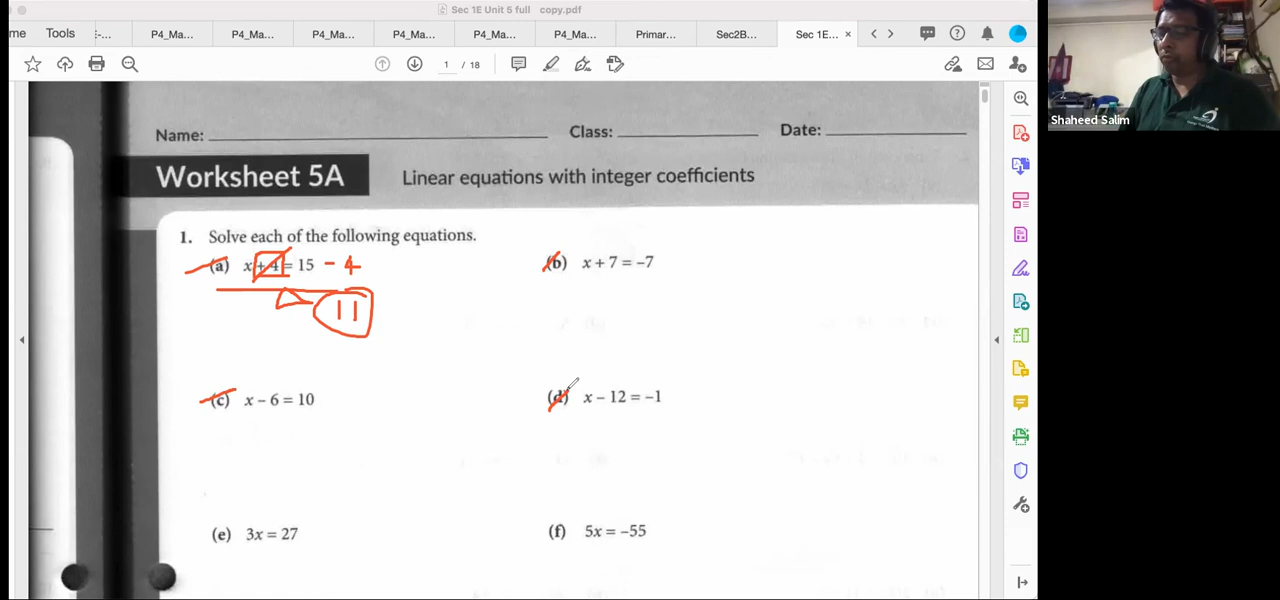 Sec 1E Unit 5 full copy.pdf
me Tools E-... P4_Ma... P4_Ma... P4_Ma... P4_Ma... P4_Ma... P4_Ma... Primar... Sec2B... Sec 1E... ×
1 / 18
Shaheed Salim
Name: Class: Date:
Worksheet 5A Linear equations with integer coefficients
1. Solve each of the following equations.
(a) x + 4 = 15 - 4
11
(b) x + 7 = –7
(c) x – 6 = 10
(d) x – 12 = –1
(e) 3x = 27
(f) 5x = –55